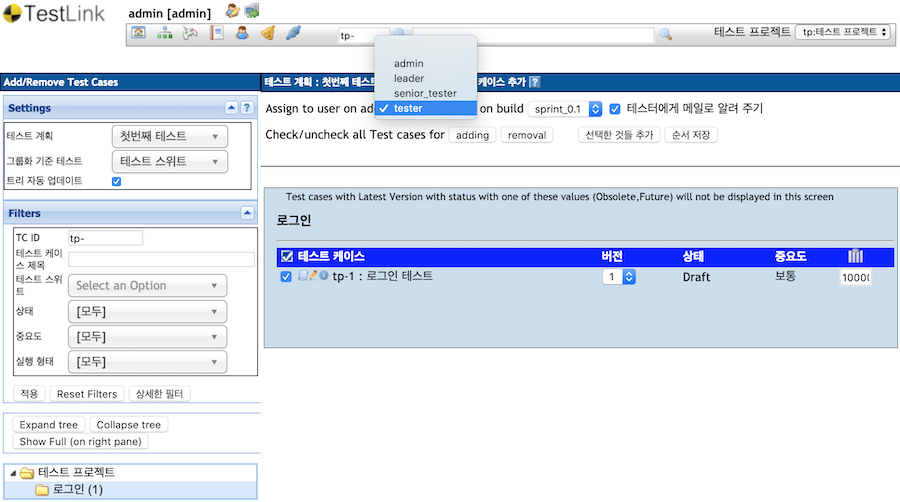 TestLink
admin [admin]
tp-
테스트 프로젝트
tp:테스트 프로젝트
admin
leader
senior_tester
✓ tester
Add/Remove Test Cases
테스트 계획 : 첫번째 테스트 케이스 추가 ?
Settings
?
테스트 계획 첫번째 테스트
그룹화 기준 테스트 테스트 스위트
트리 자동 업데이트
Assign to user on ad on build sprint_0.1 테스터에게 메일로 알려 주기
Check/uncheck all Test cases for adding removal 선택한 것들 추가 순서 저장
Filters
TC ID tp-
테스트 케이
스 제목
테스트 스위
트
Select an Option
상태 [모두]
중요도 [모두]
실행 형태 [모두]
적용 Reset Filters 상세한 필터
Expand tree Collapse tree
Show Full (on right pane)
테스트 프로젝트
로그인 (1)
Test cases with Latest Version with status with one of these values (Obsolete,Future) will not be displayed in this screen
로그인
테스트 케이스 버전 상태 중요도
tp-1 : 로그인 테스트 1 Draft 보통 1000